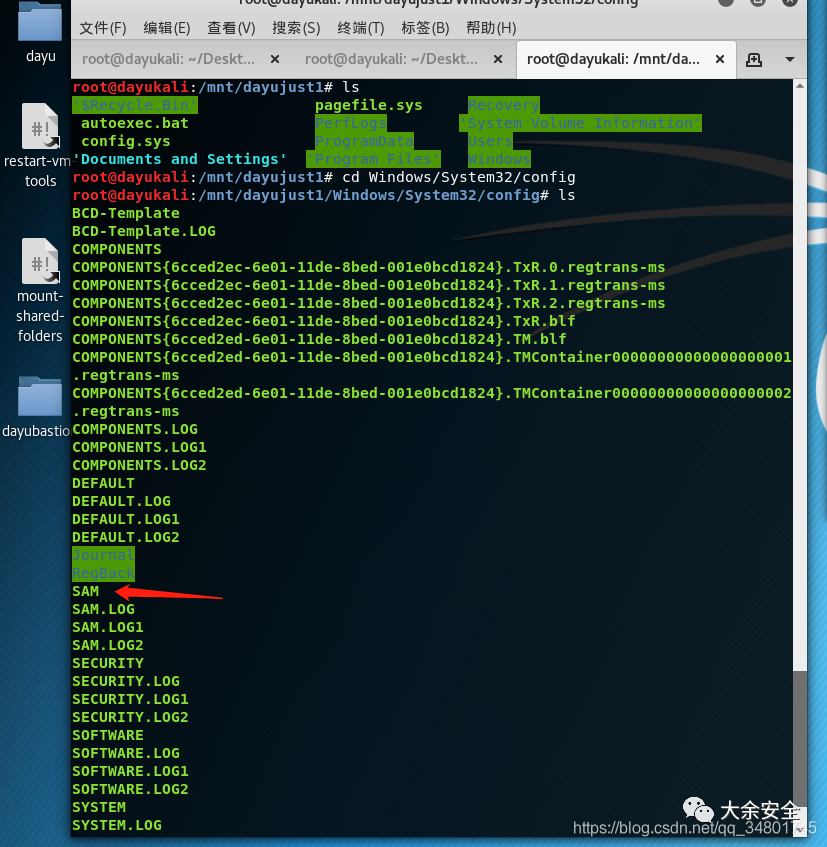 root@dayukali: /mnt/dayujust1/Windows/System32/config
文件(F) 编辑(E) 查看(V) 搜索(S) 终端(T) 标签(B) 帮助(H)
root@dayukali: ~/Deskt... × root@dayukali: ~/Deskt... × root@dayukali: /mnt/da... ×
dayu
restart-vm-
tools
mount-
shared-
folders
dayubastio
root@dayukali:/mnt/dayujust1# ls
'$Recycle.Bin' pagefile.sys Recovery
autoexec.bat PerfLogs 'System Volume Information'
config.sys ProgramData Users
'Documents and Settings' 'Program Files' Windows
root@dayukali:/mnt/dayujust1# cd Windows/System32/config
root@dayukali:/mnt/dayujust1/Windows/System32/config# ls
BCD-Template
BCD-Template.LOG
COMPONENTS
COMPONENTS{6cced2ec-6e01-11de-8bed-001e0bcd1824}.TxR.0.regtrans-ms
COMPONENTS{6cced2ec-6e01-11de-8bed-001e0bcd1824}.TxR.1.regtrans-ms
COMPONENTS{6cced2ec-6e01-11de-8bed-001e0bcd1824}.TxR.2.regtrans-ms
COMPONENTS{6cced2ec-6e01-11de-8bed-001e0bcd1824}.TxR.blf
COMPONENTS{6cced2ed-6e01-11de-8bed-001e0bcd1824}.TM.blf
COMPONENTS{6cced2ed-6e01-11de-8bed-001e0bcd1824}.TMContainer00000000000000000001
.regtrans-ms
COMPONENTS{6cced2ed-6e01-11de-8bed-001e0bcd1824}.TMContainer00000000000000000002
.regtrans-ms
COMPONENTS.LOG
COMPONENTS.LOG1
COMPONENTS.LOG2
DEFAULT
DEFAULT.LOG
DEFAULT.LOG1
DEFAULT.LOG2
Journal
RegBack
SAM
SAM.LOG
SAM.LOG1
SAM.LOG2
SECURITY
SECURITY.LOG
SECURITY.LOG1
SECURITY.LOG2
SOFTWARE
SOFTWARE.LOG
SOFTWARE.LOG1
SOFTWARE.LOG2
SYSTEM
SYSTEM.LOG
大余安全